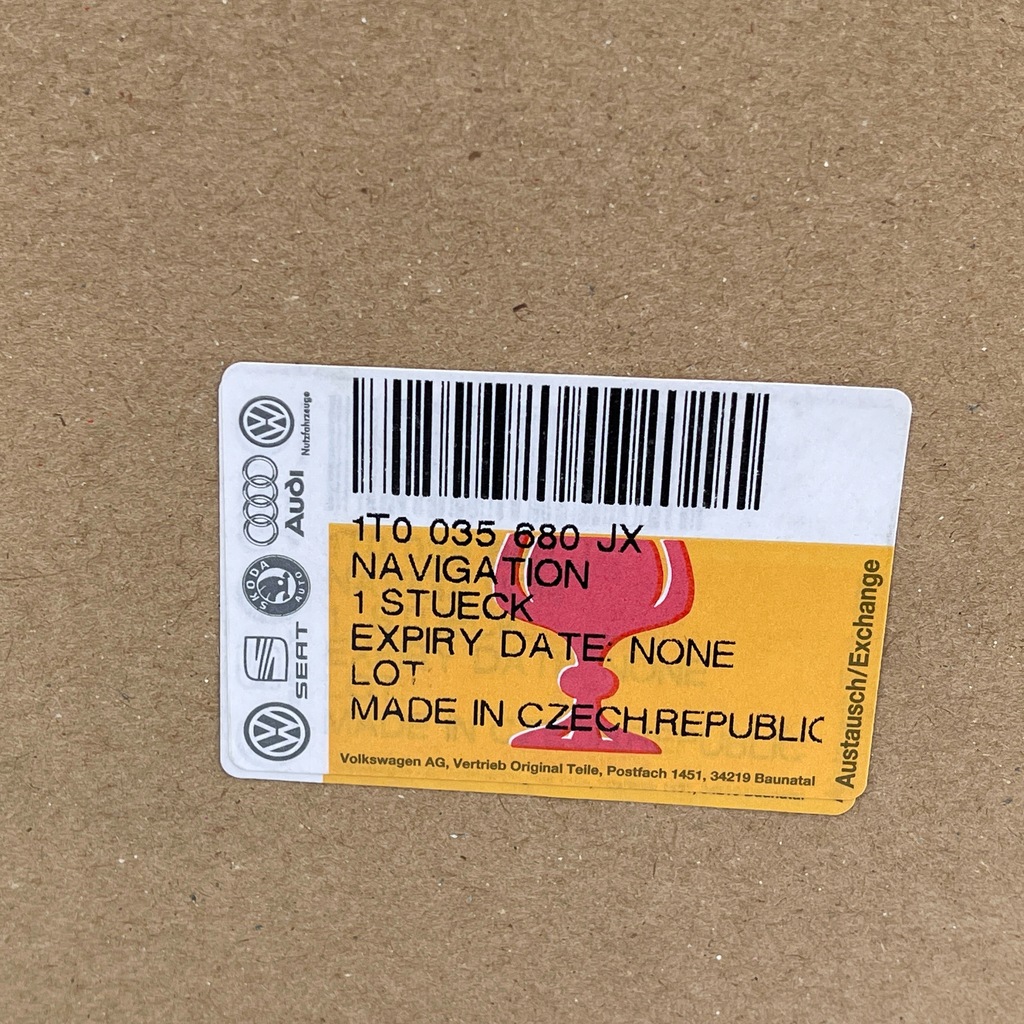 1T0 035 680 JX
NAVIGATION
1 STUECK
EXPIRY DATE: NONE
LOT
MADE IN CZECH.REPUBLIC
Volkswagen AG, Vertrieb Original Teile, Postfach 1451, 34219 Baunatal
Austausch/Exchange
Nutzfahrzeuge
Audi
SKODA
AUTO
SEAT